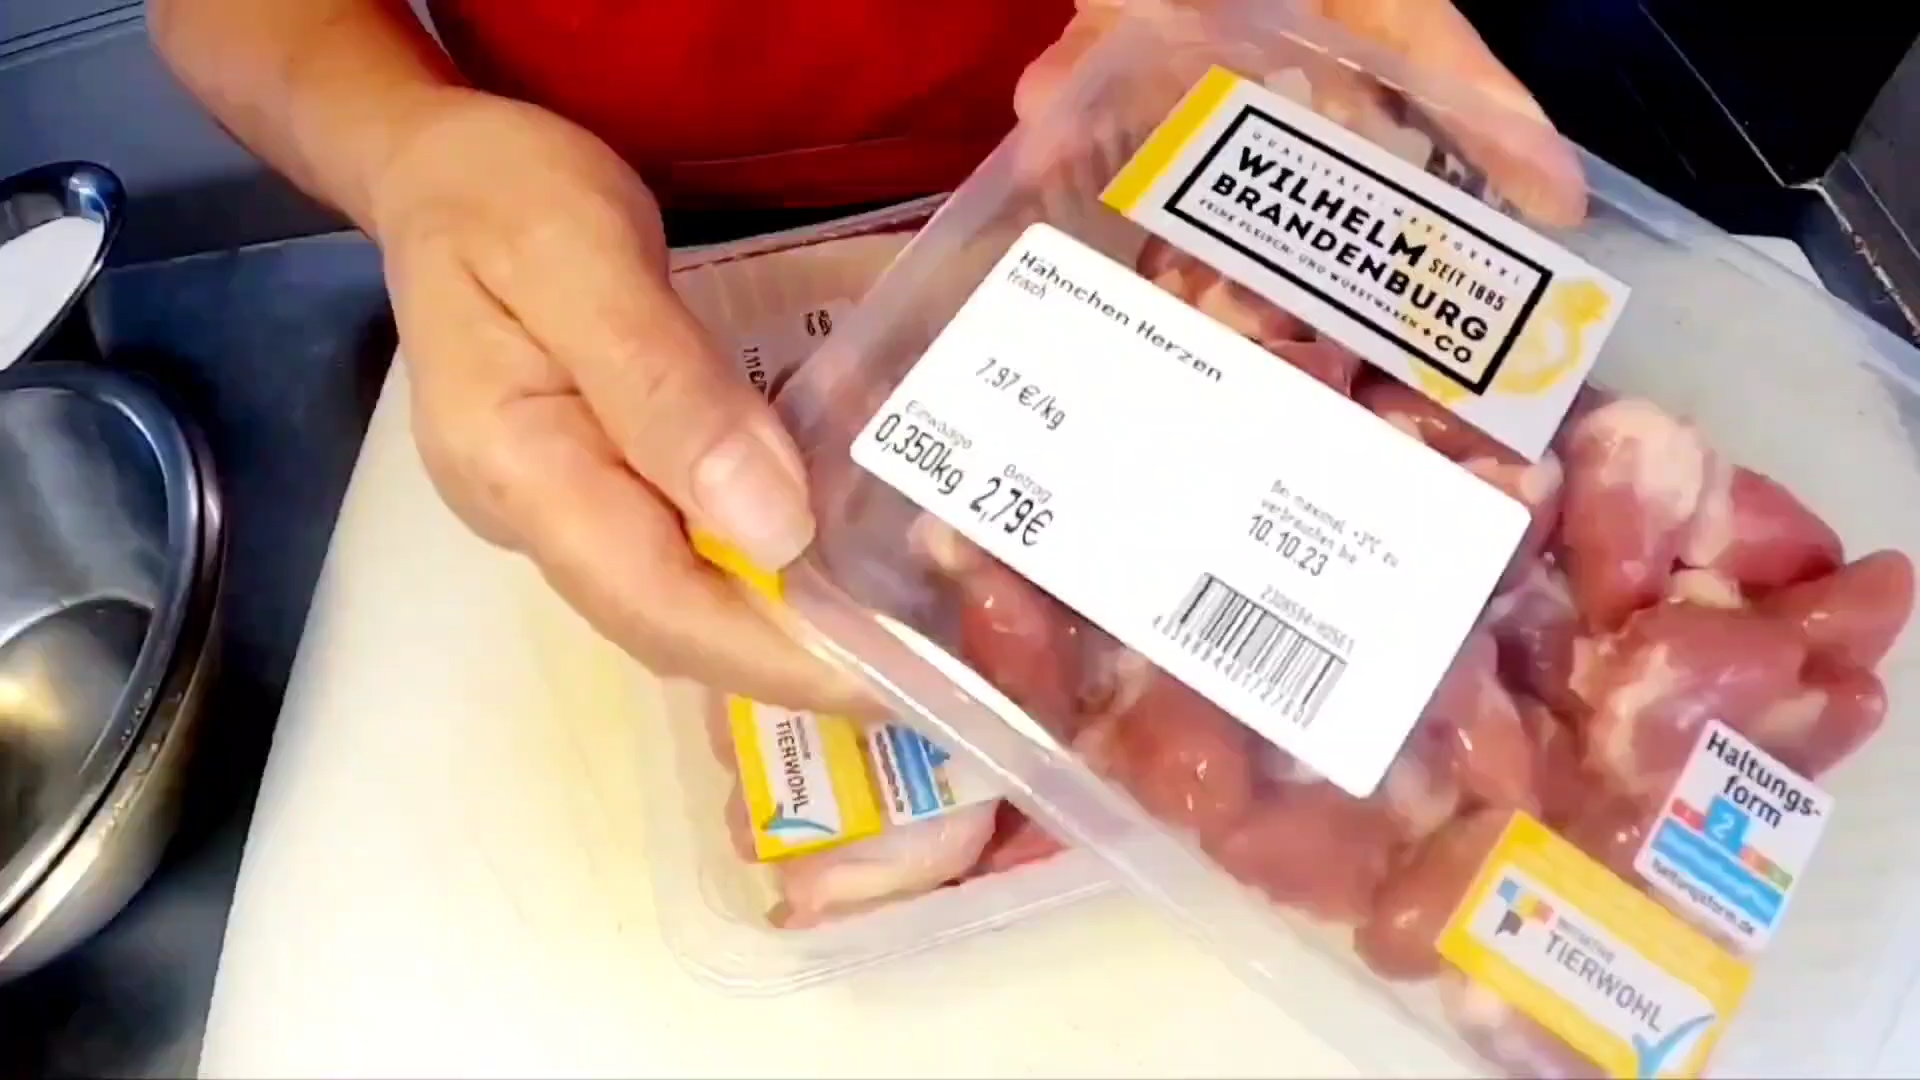 QUALITÄTS-METZGEREI
WILHELM
SEIT 1885
BRANDENBURG
FEINE FLEISCH- UND WURSTWAREN + CO
Hähnchen Herzen
frisch
7.97 €/kg
Einwaage
0,350kg
Betrag
2,79€
Bei maximal +3°C zu
verbrauchen bis
10.10.23
Haltungs-
form
2
haltungsform.de
INITIATIVE
TIERWOHL
INITIATIVE
TIERWOHL